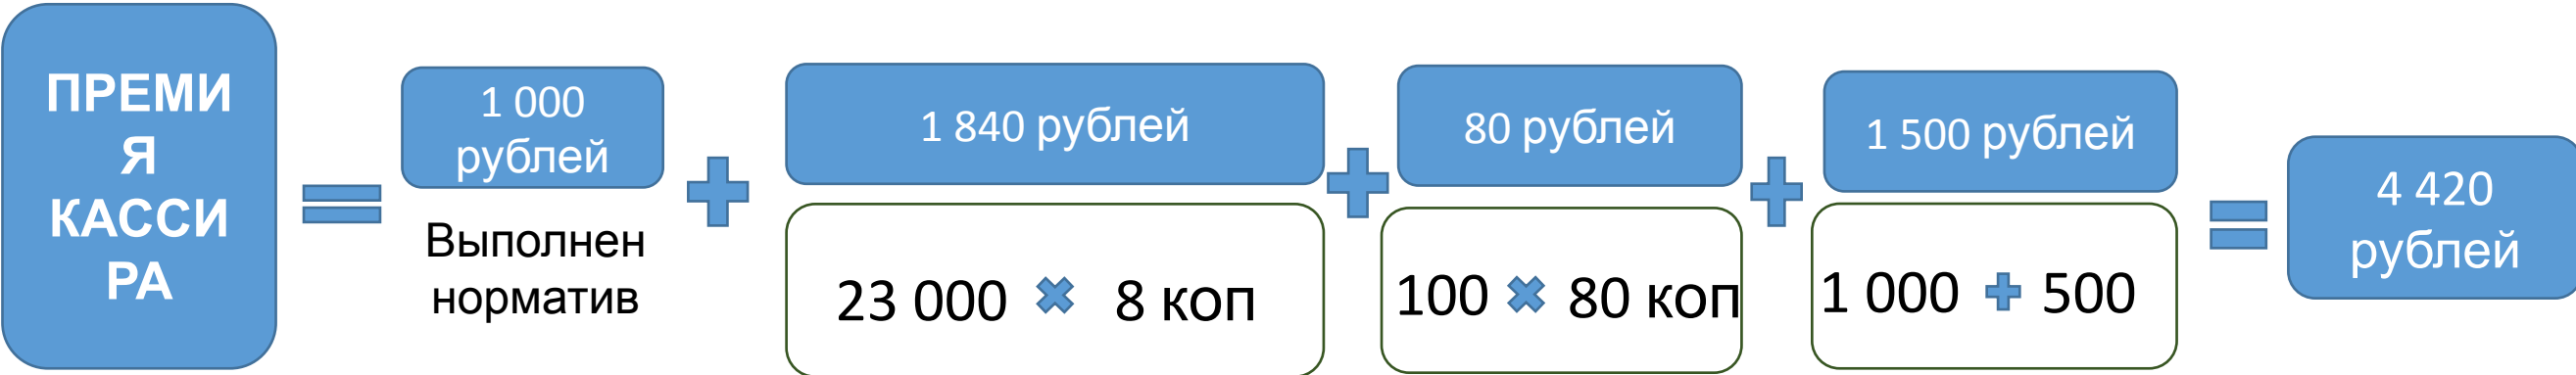 ПРЕМИ
Я
КАССИ
РА
1 000
рублей
Выполнен
норматив
1 840 рублей
23 000 ✖ 8 коп
80 рублей
100 ✖ 80 коп
1 500 рублей
1 000 + 500
4 420
рублей